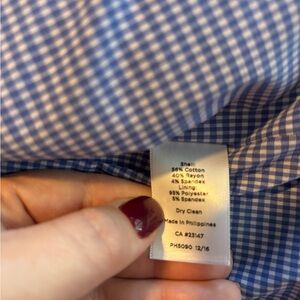 Shell
56% Cotton
40% Rayon
4% Spandex
Lining
95% Polyester
5% Spandex
Dry Clean
Made in Philippines
CA #23147
PH5090 12/16